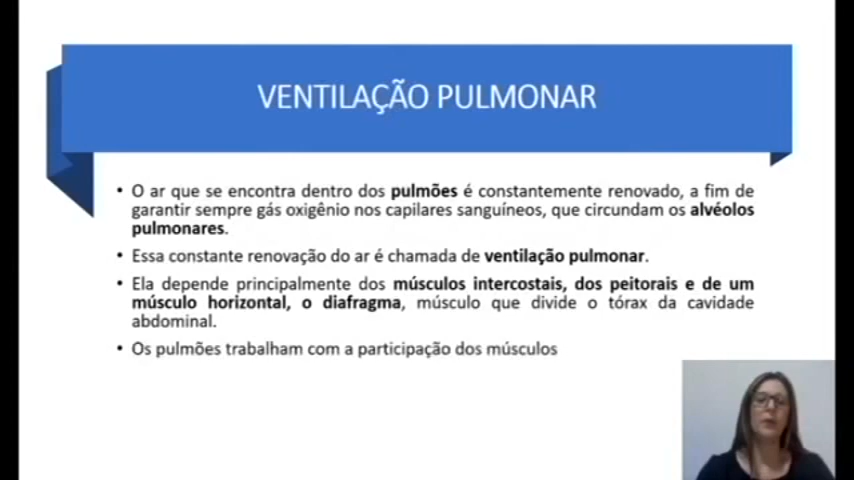 VENTILAÇÃO PULMONAR
• O ar que se encontra dentro dos pulmões é constantemente renovado, a fim de
garantir sempre gás oxigênio nos capilares sanguíneos, que circundam os alvéolos
pulmonares.
• Essa constante renovação do ar é chamada de ventilação pulmonar.
• Ela depende principalmente dos músculos intercostais, dos peitorais e de um
músculo horizontal, o diafragma, músculo que divide o tórax da cavidade
abdominal.
• Os pulmões trabalham com a participação dos músculos